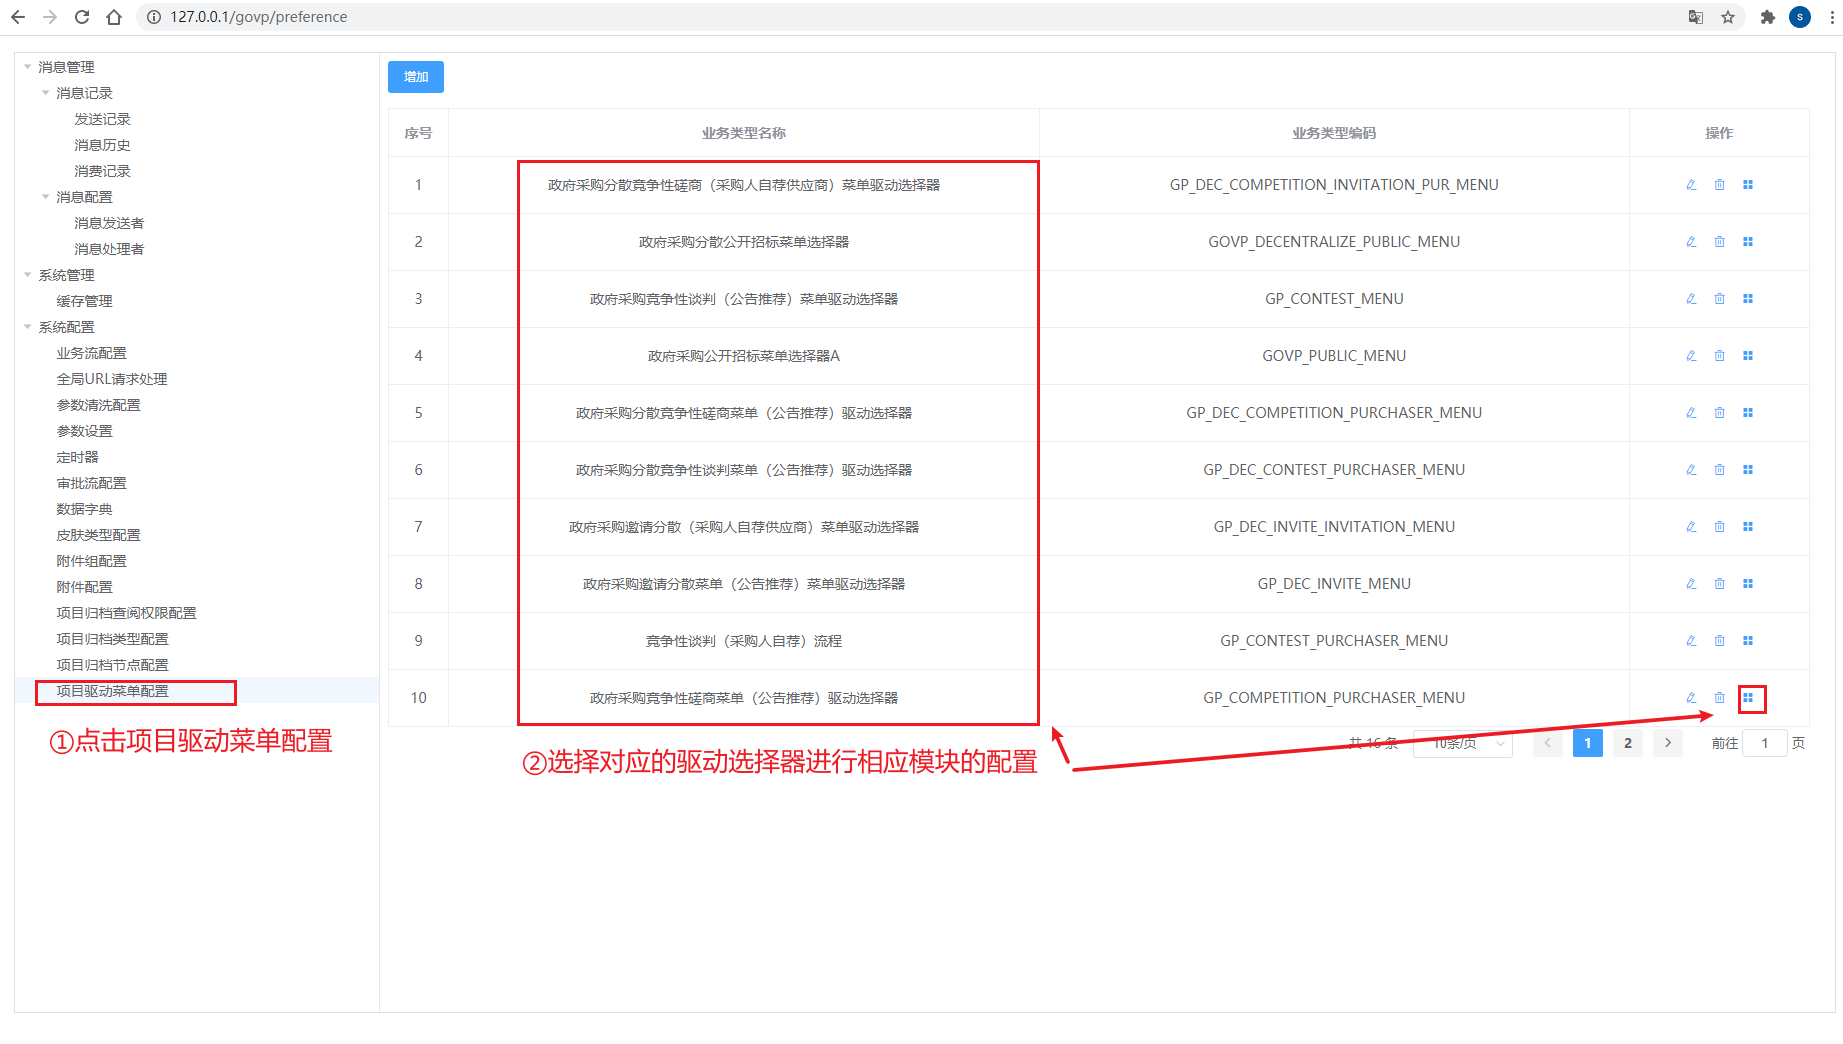 127.0.0.1/govp/preference
S
消息管理
消息记录
发送记录
消息历史
消费记录
消息配置
消息发送者
消息处理者
系统管理
缓存管理
系统配置
业务流配置
全局URL请求处理
参数清洗配置
参数设置
定时器
审批流配置
数据字典
皮肤类型配置
附件组配置
附件配置
项目归档查阅权限配置
项目归档类型配置
项目归档节点配置
项目驱动菜单配置
①点击项目驱动菜单配置
增加
序号 业务类型名称 业务类型编码 操作
1 政府采购分散竞争性磋商（采购人自荐供应商）菜单驱动选择器 GP_DEC_COMPETITION_INVITATION_PUR_MENU
2 政府采购分散公开招标菜单选择器 GOVP_DECENTRALIZE_PUBLIC_MENU
3 政府采购竞争性谈判（公告推荐）菜单驱动选择器 GP_CONTEST_MENU
4 政府采购公开招标菜单选择器A GOVP_PUBLIC_MENU
5 政府采购分散竞争性磋商菜单（公告推荐）驱动选择器 GP_DEC_COMPETITION_PURCHASER_MENU
6 政府采购分散竞争性谈判菜单（公告推荐）驱动选择器 GP_DEC_CONTEST_PURCHASER_MENU
7 政府采购邀请分散（采购人自荐供应商）菜单驱动选择器 GP_DEC_INVITE_INVITATION_MENU
8 政府采购邀请分散菜单（公告推荐）菜单驱动选择器 GP_DEC_INVITE_MENU
9 竞争性谈判（采购人自荐）流程 GP_CONTEST_PURCHASER_MENU
10 政府采购竞争性磋商菜单（公告推荐）驱动选择器 GP_COMPETITION_PURCHASER_MENU
共 16 条 10条/页 1 2 前往 1 页
②选择对应的驱动选择器进行相应模块的配置